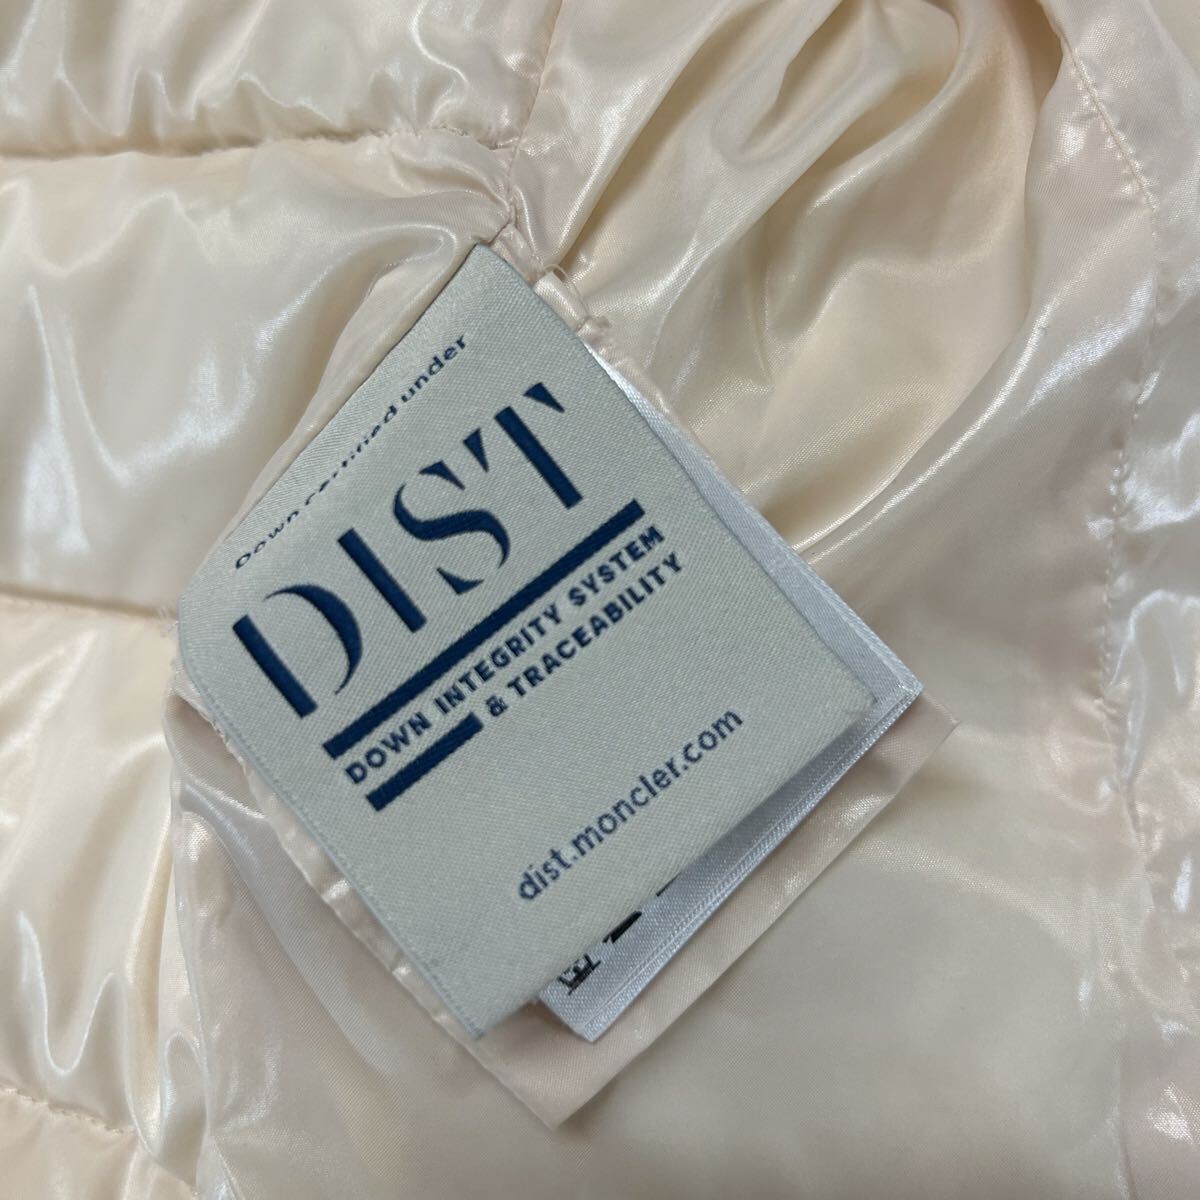 Down Certified under
DIST
DOWN INTEGRITY SYSTEM
& TRACEABILITY
dist.moncler.com